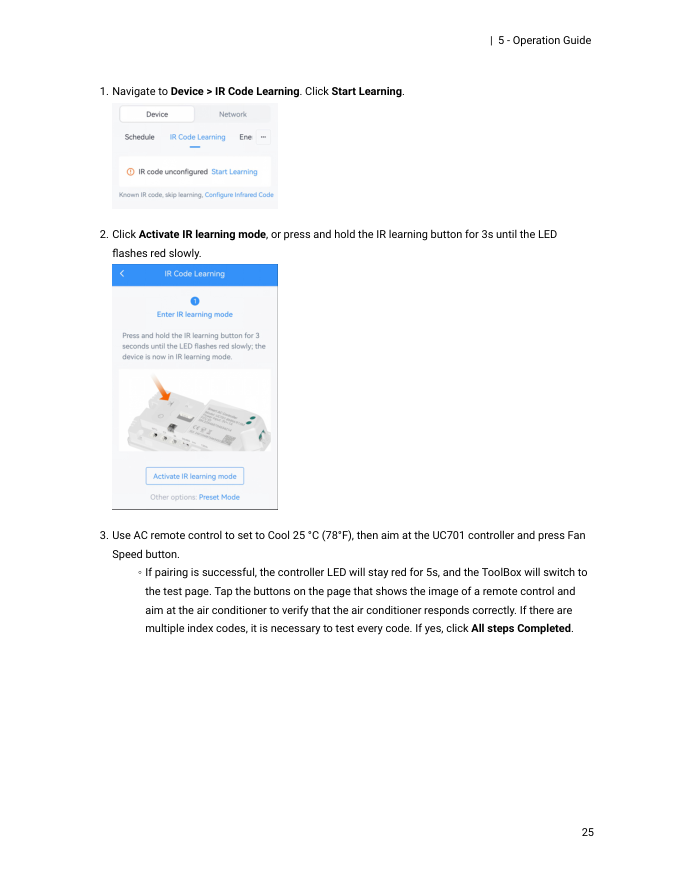 | 5 - Operation Guide
1. Navigate to Device > IR Code Learning. Click Start Learning.
Device Network
Schedule IR Code Learning Ene ···
IR code unconfigured Start Learning
Known IR code, skip learning, Configure Infrared Code
2. Click Activate IR learning mode, or press and hold the IR learning button for 3s until the LED
flashes red slowly.
IR Code Learning
1
Enter IR learning mode
Press and hold the IR learning button for 3
seconds until the LED flashes red slowly; the
device is now in IR learning mode.
Activate IR learning mode
Other options: Preset Mode
3. Use AC remote control to set to Cool 25 °C (78°F), then aim at the UC701 controller and press Fan
Speed button.
◦ If pairing is successful, the controller LED will stay red for 5s, and the ToolBox will switch to
the test page. Tap the buttons on the page that shows the image of a remote control and
aim at the air conditioner to verify that the air conditioner responds correctly. If there are
multiple index codes, it is necessary to test every code. If yes, click All steps Completed.
25